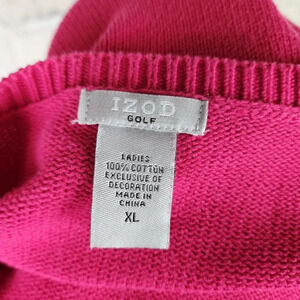 IZOD
GOLF
LADIES
100% COTTON
EXCLUSIVE OF
DECORATION
MADE IN
CHINA
XL